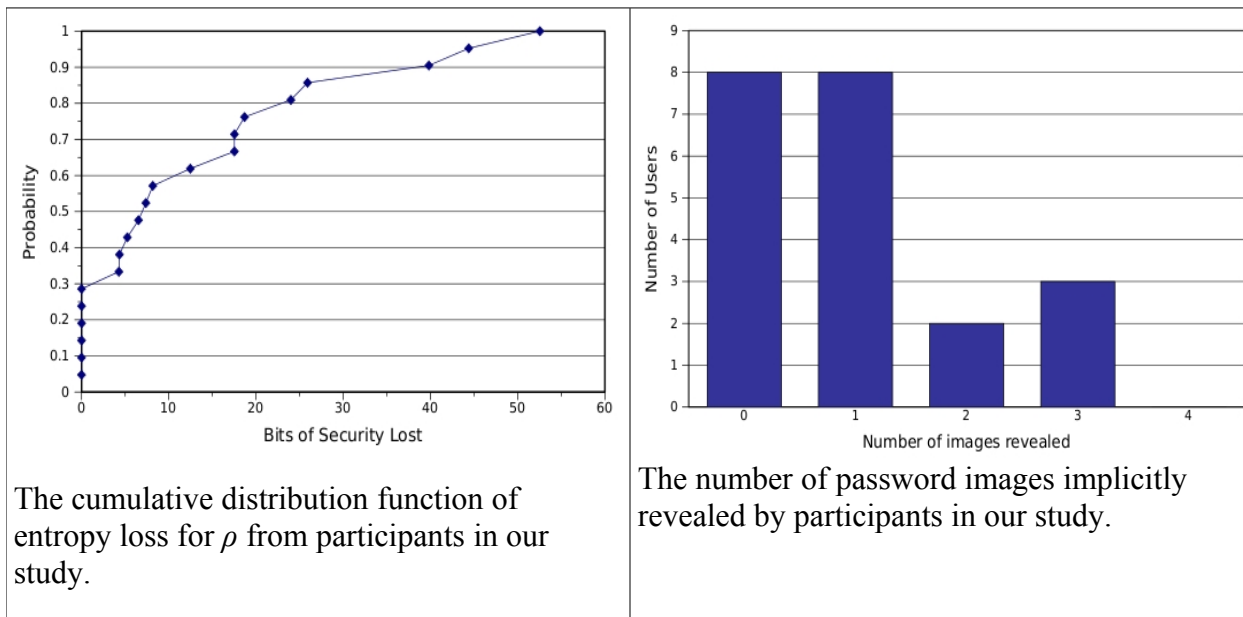 1
0.9
0.8
0.7
0.6
0.5
0.4
0.3
0.2
0.1
0
Probability
0 10 20 30 40 50 60
Bits of Security Lost
The cumulative distribution function of
entropy loss for ρ from participants in our
study.
9
8
7
6
5
4
3
2
1
0
Number of Users
0 1 2 3 4
Number of images revealed
The number of password images implicitly
revealed by participants in our study.